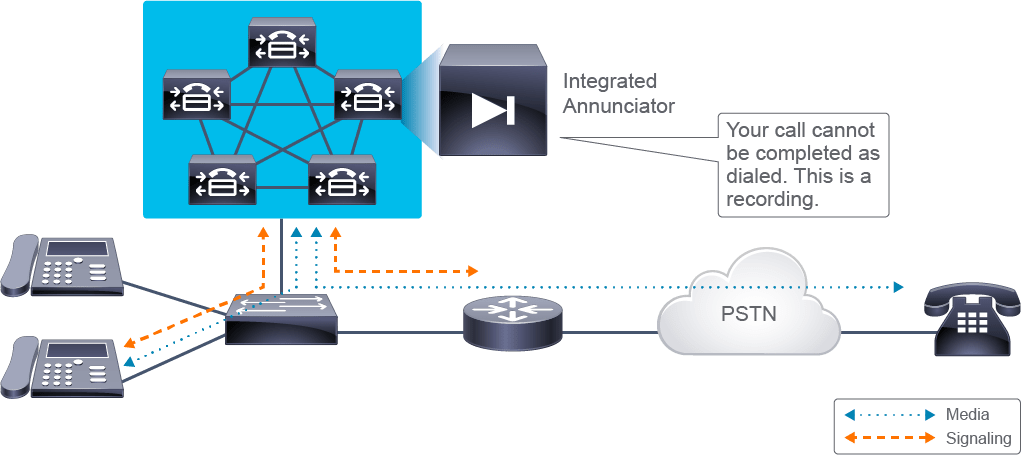 Integrated
Annunciator
Your call cannot
be completed as
dialed. This is a
recording.
PSTN
Media
Signaling